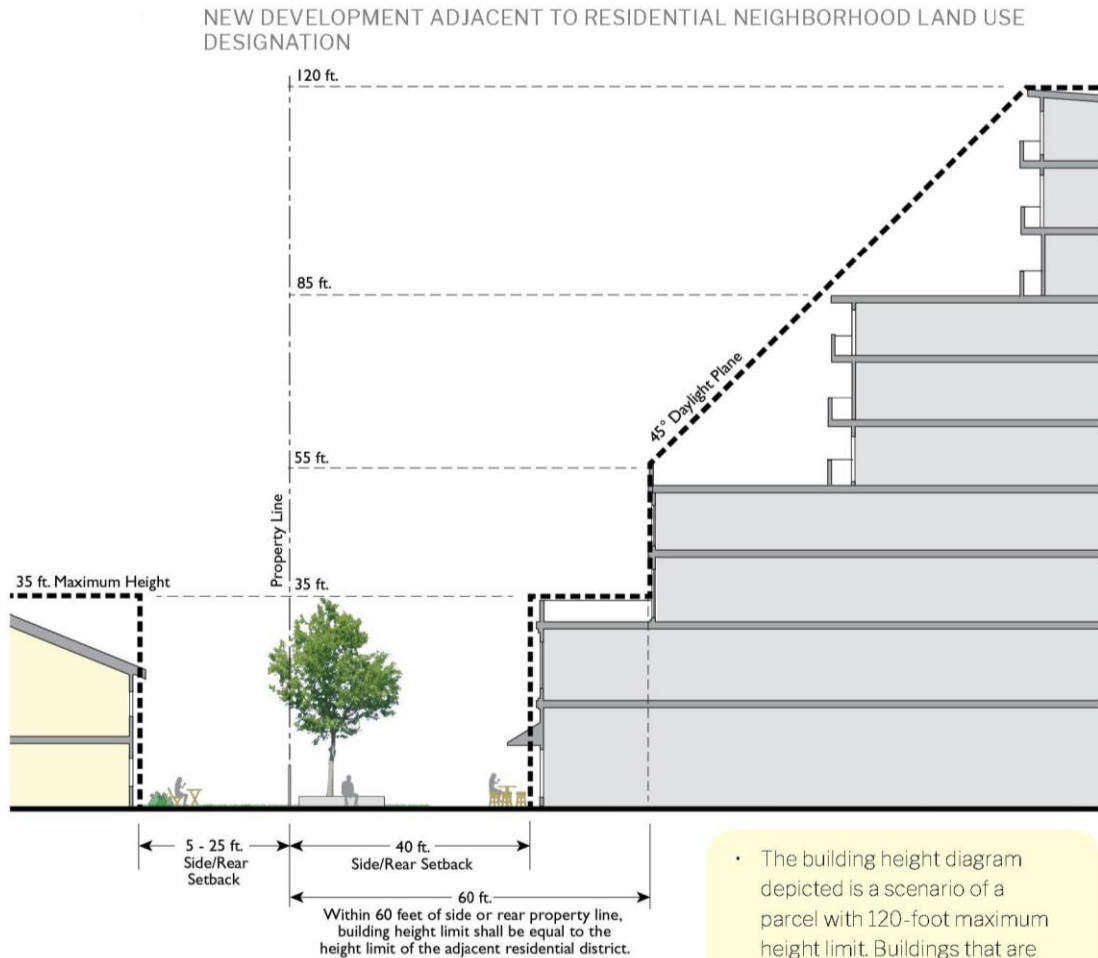 NEW DEVELOPMENT ADJACENT TO RESIDENTIAL NEIGHBORHOOD LAND USE
DESIGNATION
120 ft.
85 ft.
45° Daylight Plane
55 ft.
Property Line
35 ft. Maximum Height
35 ft.
5 - 25 ft.
Side/Rear
Setback
40 ft.
Side/Rear Setback
60 ft.
Within 60 feet of side or rear property line,
building height limit shall be equal to the
height limit of the adjacent residential district.
• The building height diagram
depicted is a scenario of a
parcel with 120-foot maximum
height limit. Buildings that are